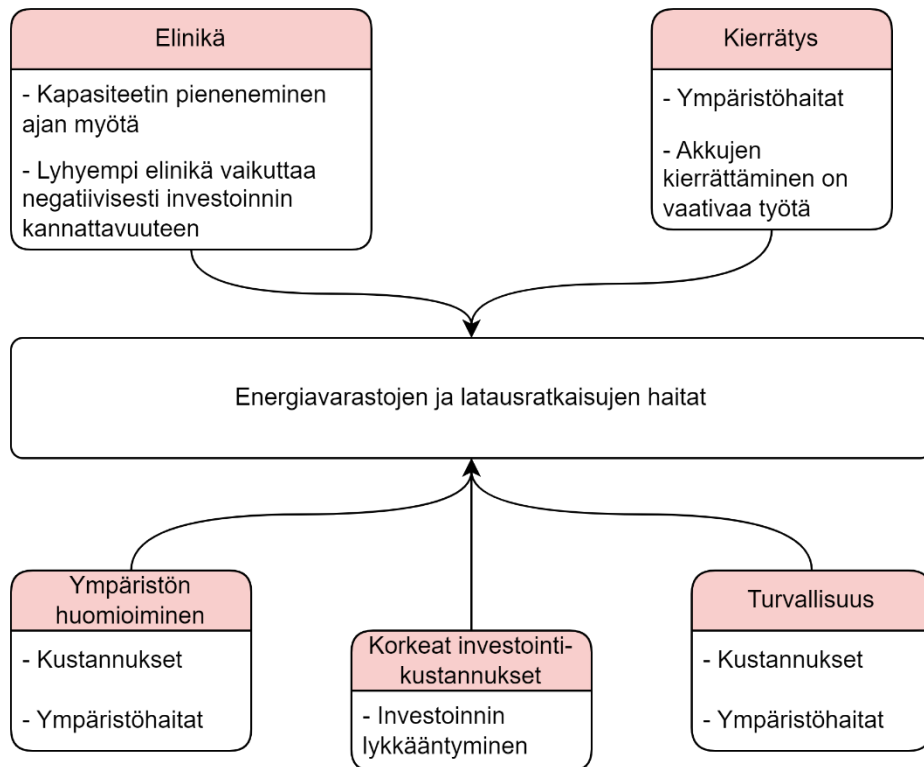 Elinikä
- Kapasiteetin pieneneminen
ajan myötä
- Lyhyempi elinikä vaikuttaa
negatiivisesti investoinnin
kannattavuuteen
Kierrätys
- Ympäristöhaitat
- Akkujen
kierrättäminen on
vaativaa työtä
Energiavarastojen ja latausratkaisujen haitat
Ympäristön
huomioiminen
- Kustannukset
- Ympäristöhaitat
Korkeat investointi-
kustannukset
- Investoinnin
lykkääntyminen
Turvallisuus
- Kustannukset
- Ympäristöhaitat